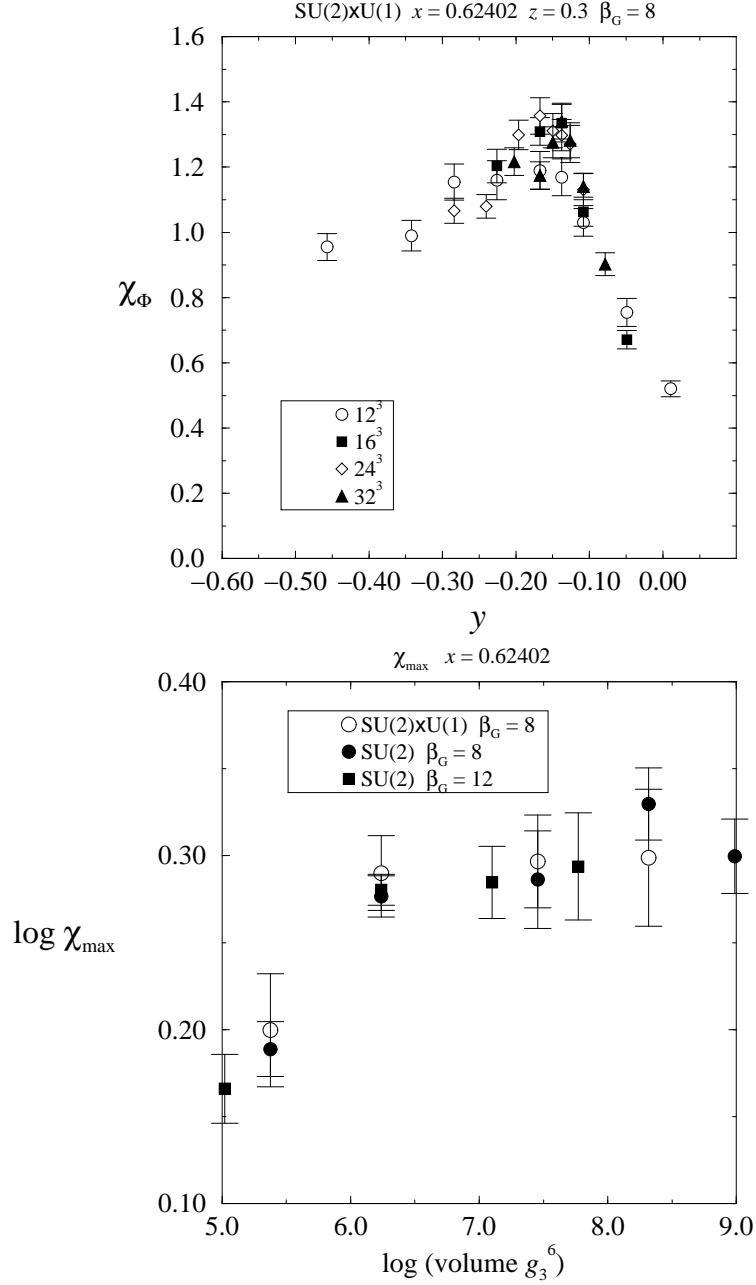 SU(2)xU(1) x = 0.62402 z = 0.3 β_G = 8
1.6
1.4
1.2
1.0
χ_Φ
0.8
0.6
0.4
0.2
0.0
12^3
16^3
24^3
32^3
−0.60 −0.50 −0.40 −0.30 −0.20 −0.10 0.00
y
χ_max x = 0.62402
0.40
0.30
log χ_max
0.20
0.10
SU(2)xU(1) β_G = 8
SU(2) β_G = 8
SU(2) β_G = 12
5.0 6.0 7.0 8.0 9.0
log (volume g_3^6)